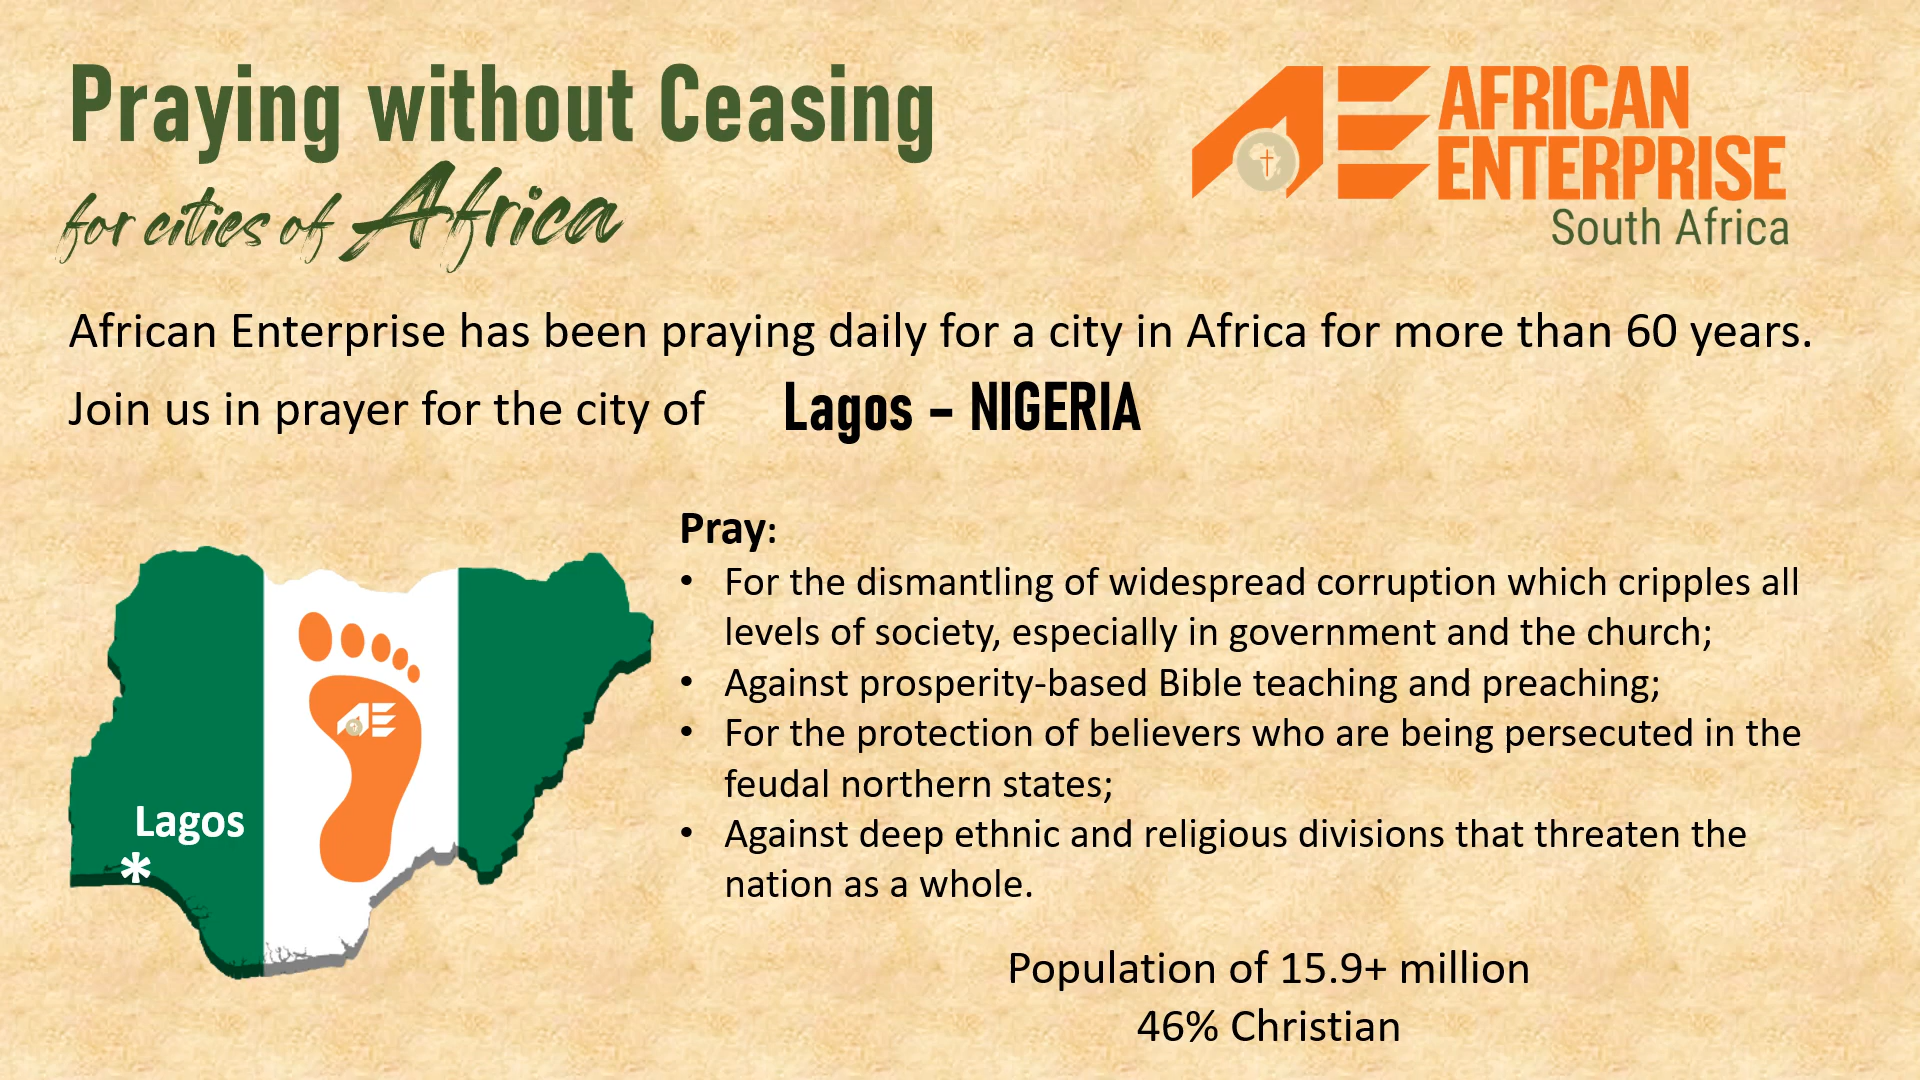 Praying without Ceasing
for cities of Africa
AE AFRICAN
ENTERPRISE
South Africa
African Enterprise has been praying daily for a city in Africa for more than 60 years.
Join us in prayer for the city of Lagos – NIGERIA
Pray:
• For the dismantling of widespread corruption which cripples all
levels of society, especially in government and the church;
• Against prosperity-based Bible teaching and preaching;
• For the protection of believers who are being persecuted in the
feudal northern states;
• Against deep ethnic and religious divisions that threaten the
nation as a whole.
AE
Lagos
*
Population of 15.9+ million
46% Christian